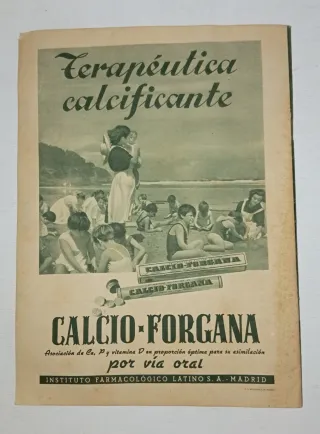 Terapéutica
calcificante
CALCIO-FORGANA
CALCIO-FORGANA
CALCIO-FORGANA
Asociación de Ca, P y vitamina D en proporción óptima para su asimilación
por vía oral
INSTITUTO FARMACOLÓGICO LATINO S. A. - MADRID